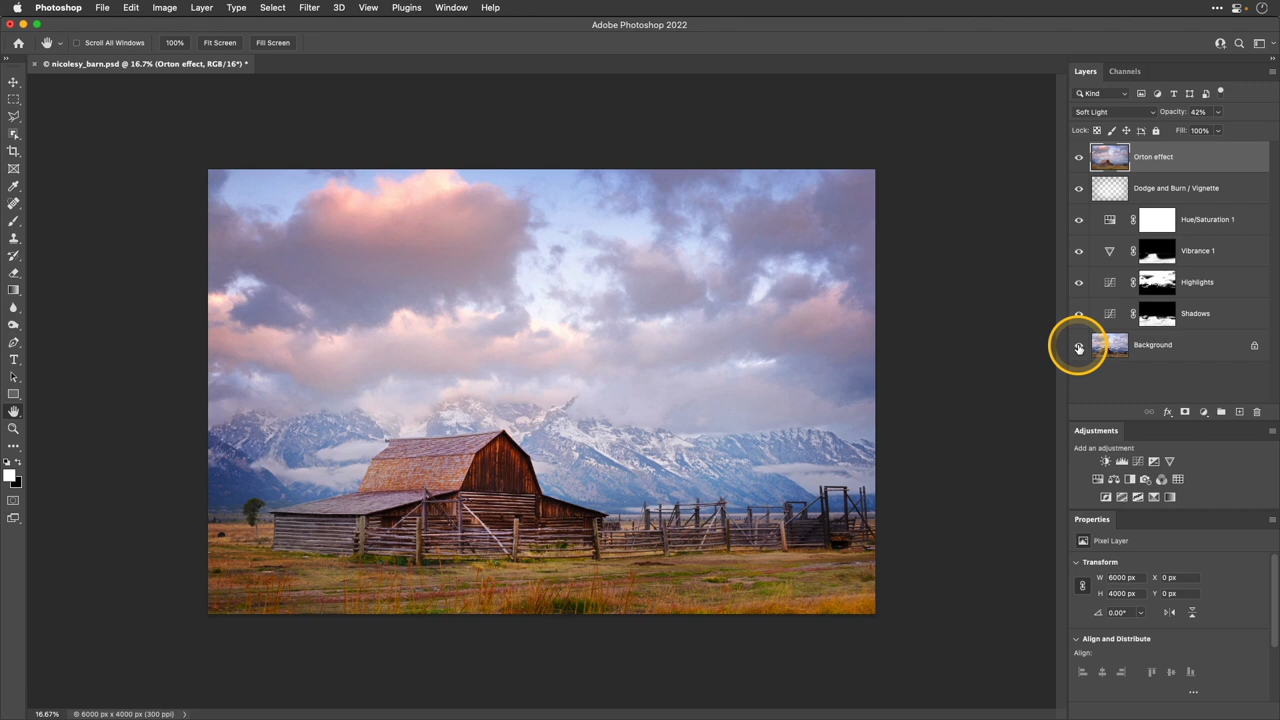 Photoshop File Edit Image Layer Type Select Filter 3D View Plugins Window Help
Adobe Photoshop 2022
Scroll All Windows 100% Fit Screen Fill Screen
© nicolesy_barn.psd @ 16.7% (Orton effect, RGB/16*) *
Layers Channels
Kind
Soft Light Opacity: 42%
Lock: Fill: 100%
Orton effect
Dodge and Burn / Vignette
Hue/Saturation 1
Vibrance 1
Highlights
Shadows
Background
fx
Adjustments
Add an adjustment
Properties
Pixel Layer
Transform
W 6000 px X 0 px
H 4000 px Y 0 px
0.00°
Align and Distribute
Align:
16.67% © 6000 px x 4000 px (300 ppi)